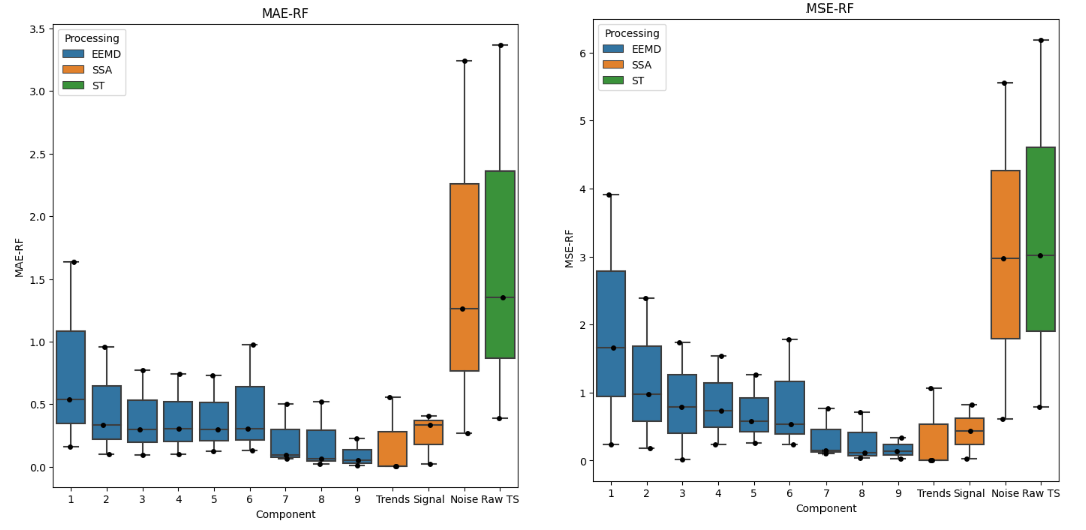 MAE-RF
3.5
3.0
2.5
2.0
1.5
1.0
0.5
0.0
MAE-RF
Processing
EEMD
SSA
ST
1 2 3 4 5 6 7 8 9 Trends Signal Noise Raw TS
Component
MSE-RF
6
5
4
3
2
1
0
MSE-RF
Processing
EEMD
SSA
ST
1 2 3 4 5 6 7 8 9 Trends Signal Noise Raw TS
Component